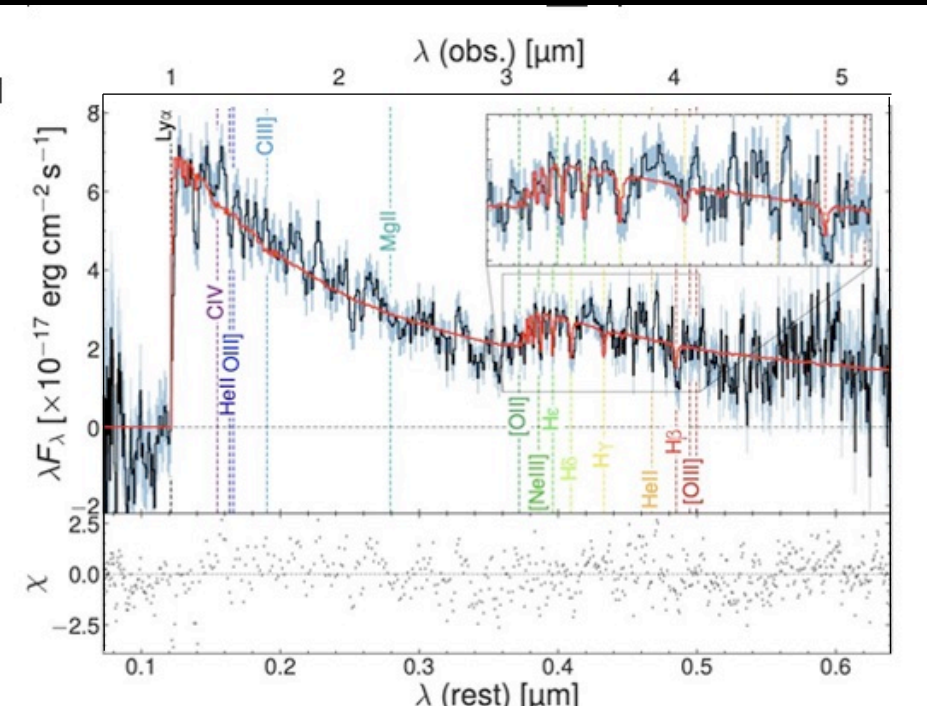 λ (obs.) [μm]
1 2 3 4 5
λF_λ [×10⁻¹⁷ erg cm⁻² s⁻¹]
8
6
4
2
0
−2
Lyα
CIV
HeII
OIII]
CIII]
MgII
[OII]
[NeIII]
Hε
Hδ
Hγ
HeII
Hβ
[OIII]
χ
2.5
0.0
−2.5
0.1 0.2 0.3 0.4 0.5 0.6
λ (rest) [μm]